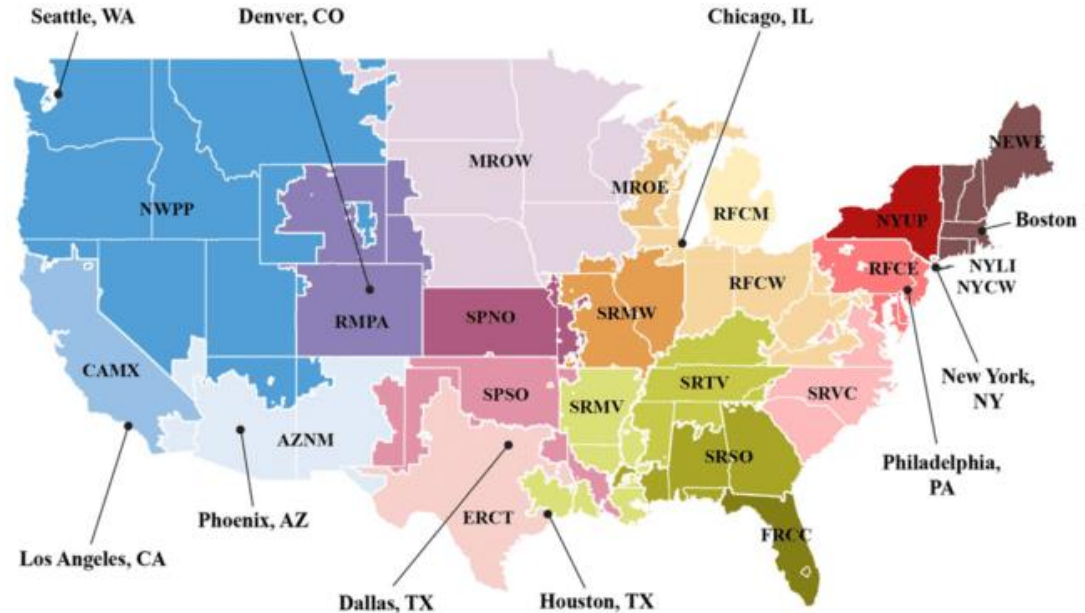 Seattle, WA
Denver, CO
Chicago, IL
NEWE
MROW
MROE
RFCM
NWPP
NYUP
Boston
RFCE
NYLI
NYCW
RFCW
RMPA
SPNO
SRMW
CAMX
SPSO
SRTV
SRMV
SRVC
New York,
NY
AZNM
SRSO
Philadelphia,
PA
Phoenix, AZ
ERCT
FRCC
Los Angeles, CA
Dallas, TX
Houston, TX